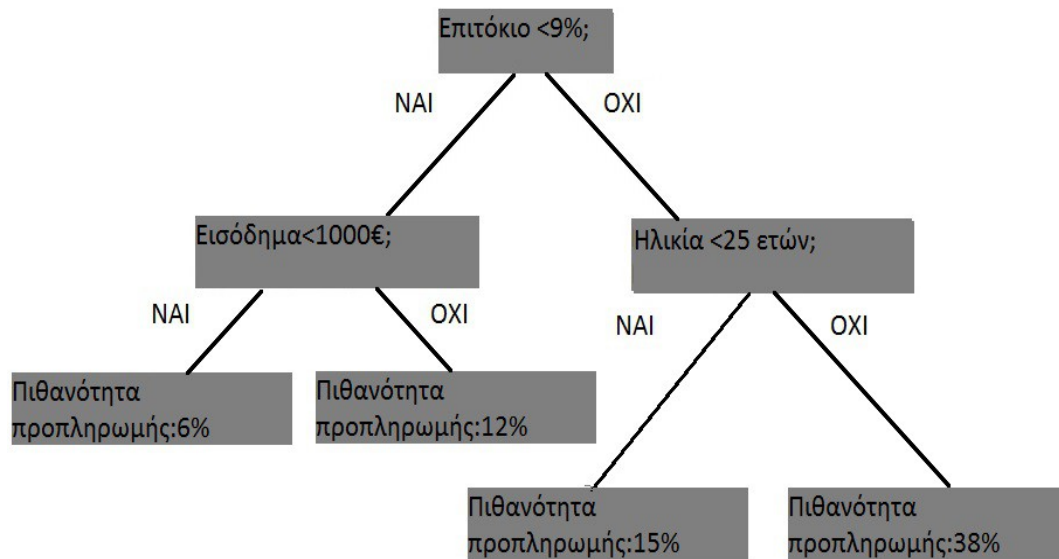 Επιτόκιο <9%;
ΝΑΙ
ΟΧΙ
Εισόδημα<1000€;
Ηλικία <25 ετών;
ΝΑΙ
ΟΧΙ
ΝΑΙ
ΟΧΙ
Πιθανότητα
προπληρωμής:6%
Πιθανότητα
προπληρωμής:12%
Πιθανότητα
προπληρωμής:15%
Πιθανότητα
προπληρωμής:38%